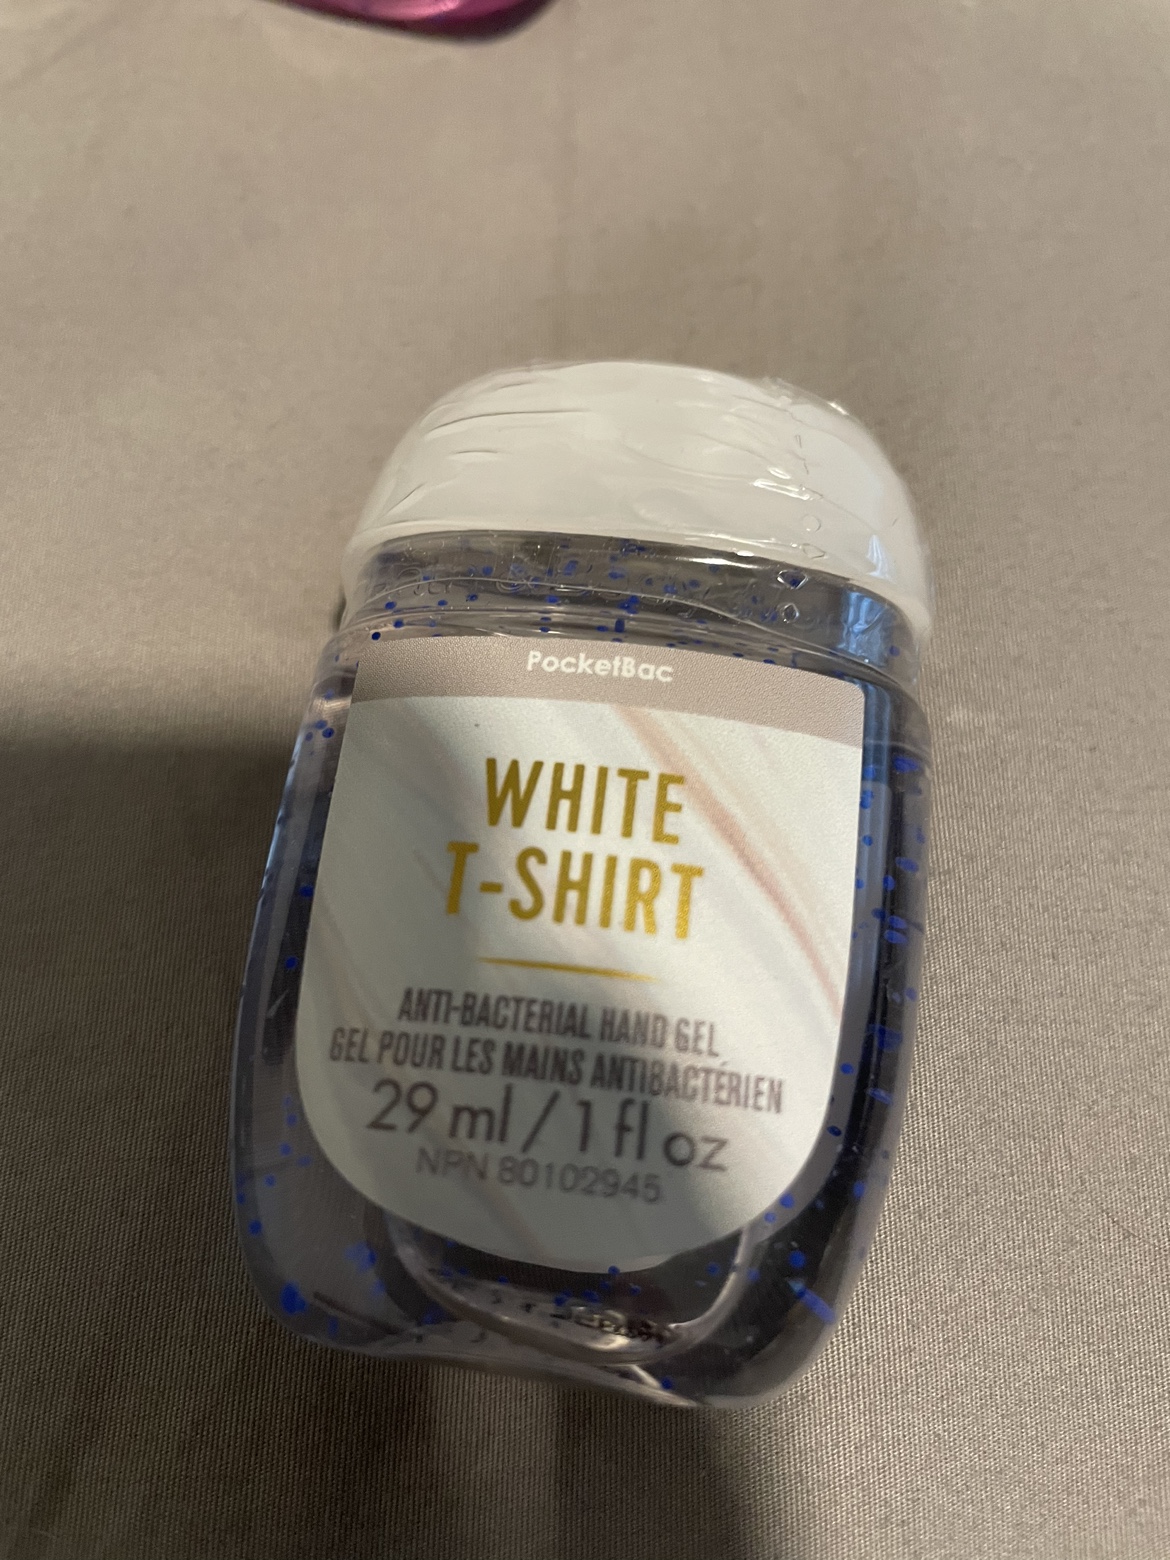 PocketBac
WHITE
T-SHIRT
ANTI-BACTERIAL HAND GEL
GEL POUR LES MAINS ANTIBACTÉRIEN
29 ml / 1 fl oz
NPN 80102945